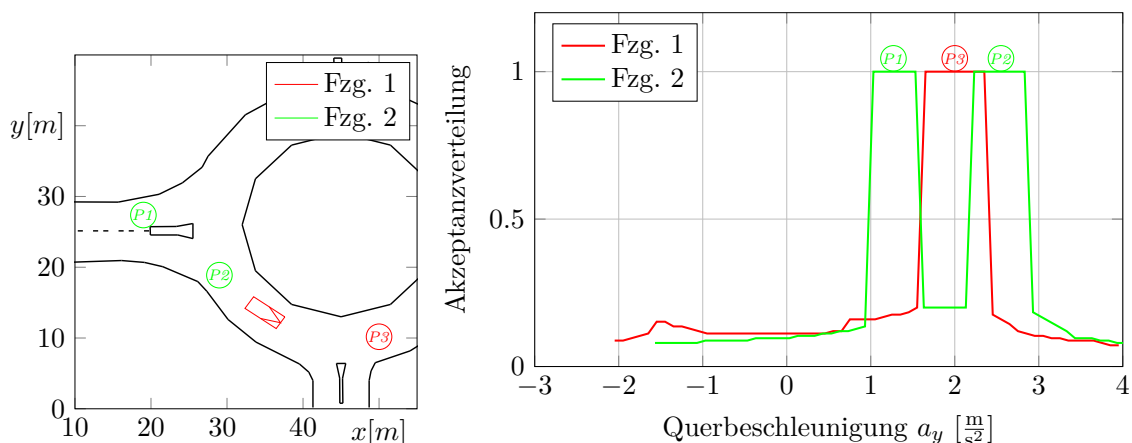 Fzg. 1
Fzg. 2
y[m]
30
20
10
0
P1
P2
P3
10
20
30
40
x[m]
Fzg. 1
Fzg. 2
P1
P3
P2
Akzeptanzverteilung
1
0.5
0
−3
−2
−1
0
1
2
3
4
Querbeschleunigung a_y [m/s²]